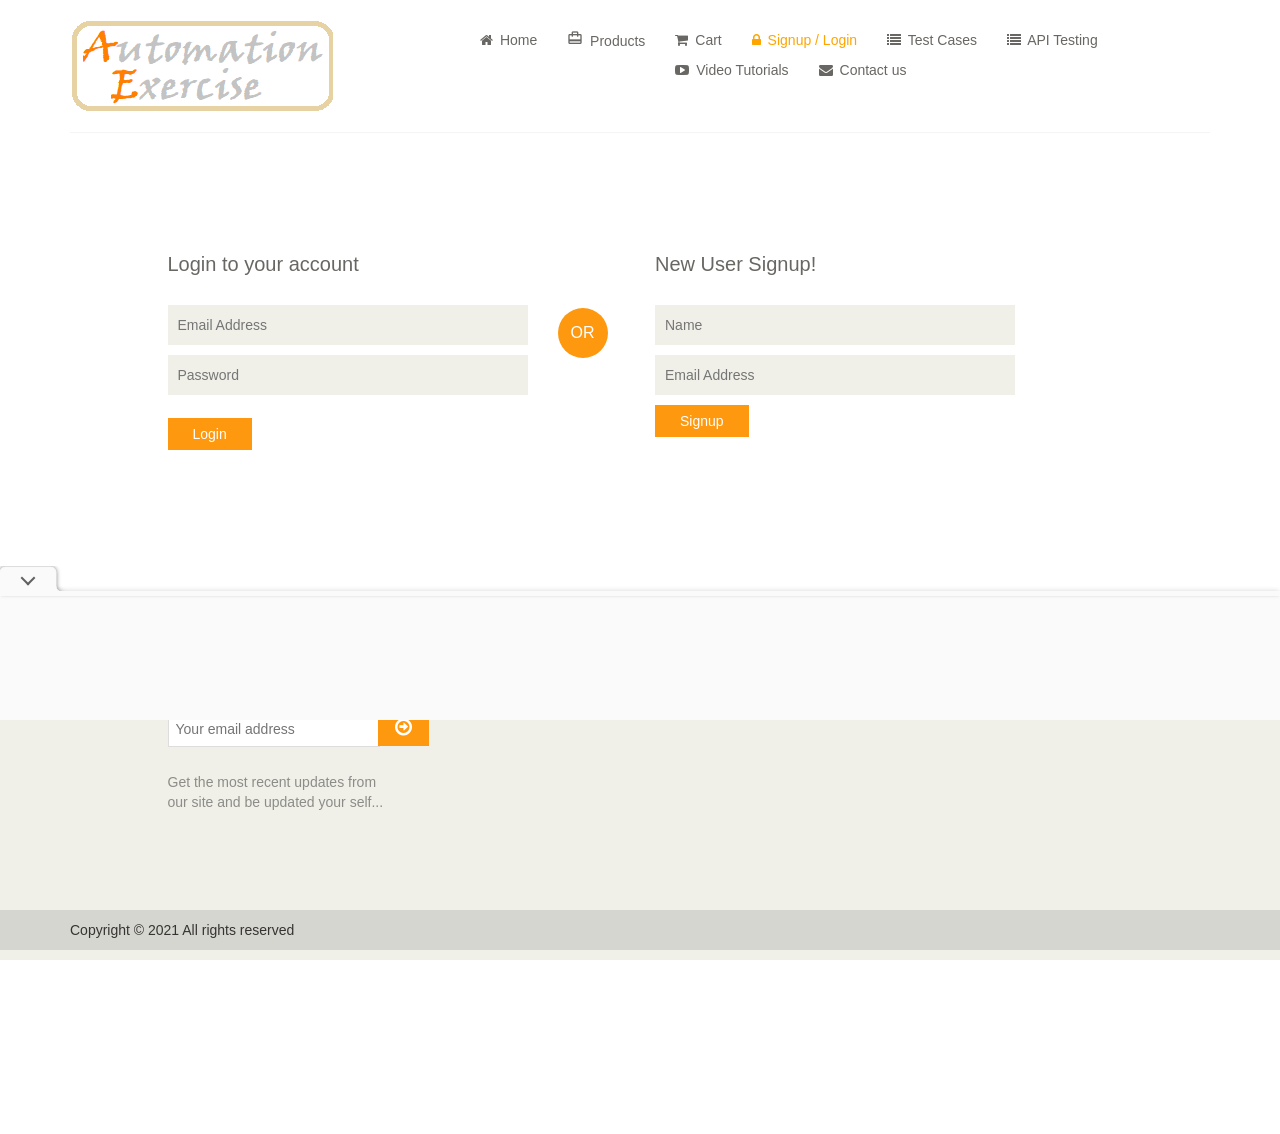 Automation
Exercise
Home Products Cart Signup / Login Test Cases API Testing
Video Tutorials Contact us
Login to your account
Email Address
Password
Login
OR
New User Signup!
Name
Email Address
Signup
Your email address
Get the most recent updates from
our site and be updated your self...
Copyright © 2021 All rights reserved